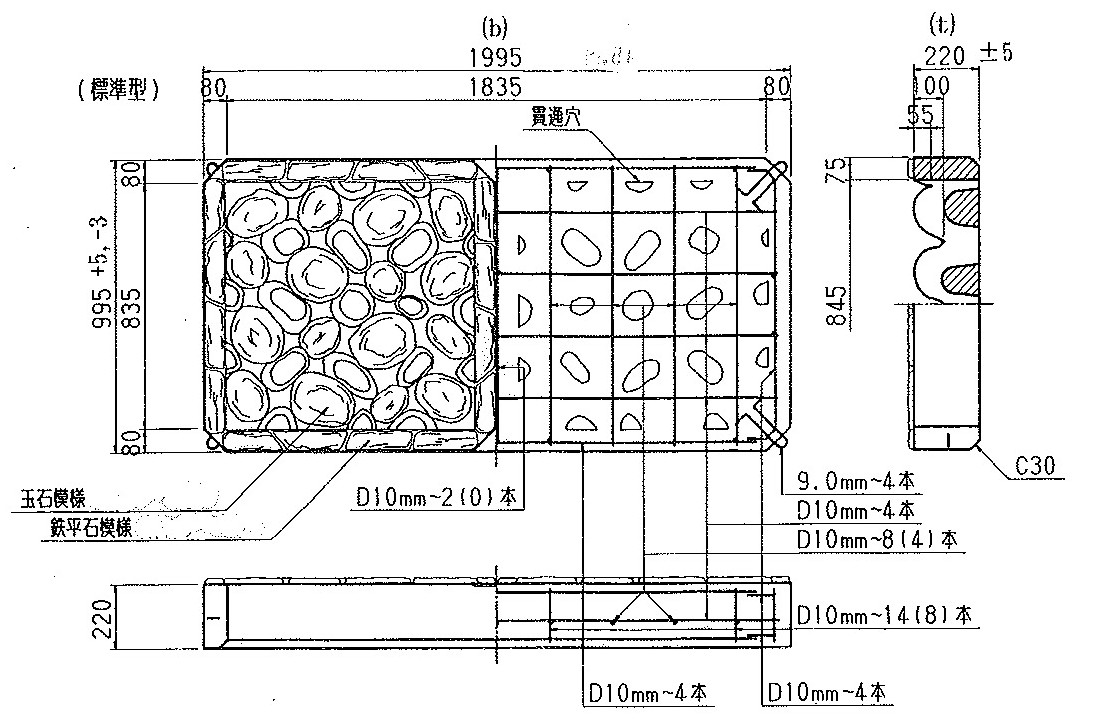 (b)
(t)
1995
220 ±5
(標準型)
80
1835
80
100
55
貫通穴
80
75
995 +5,-3
835
845
80
C30
玉石模様
鉄平石模様
D10mm~2(0)本
9.0mm~4本
D10mm~4本
D10mm~8(4)本
220
D10mm~14(8)本
D10mm~4本
D10mm~4本